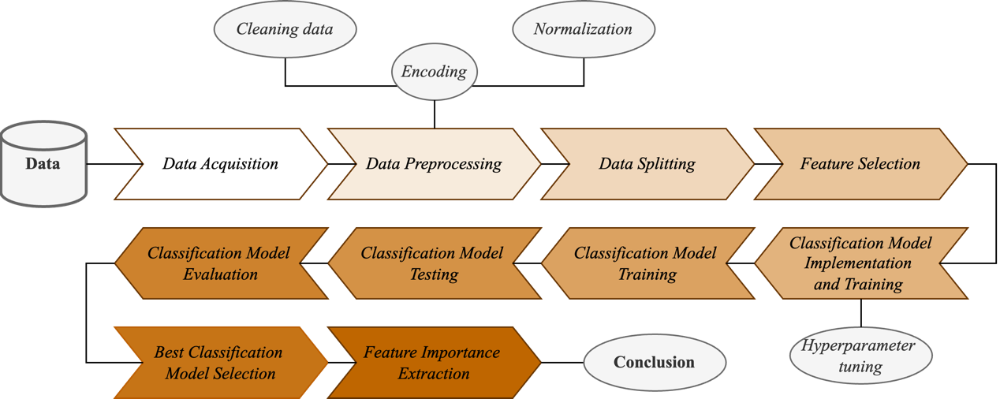 Cleaning data
Normalization
Encoding
Data
Data Acquisition
Data Preprocessing
Data Splitting
Feature Selection
Classification Model
Implementation
and Training
Classification Model
Training
Classification Model
Testing
Classification Model
Evaluation
Hyperparameter
tuning
Best Classification
Model Selection
Feature Importance
Extraction
Conclusion